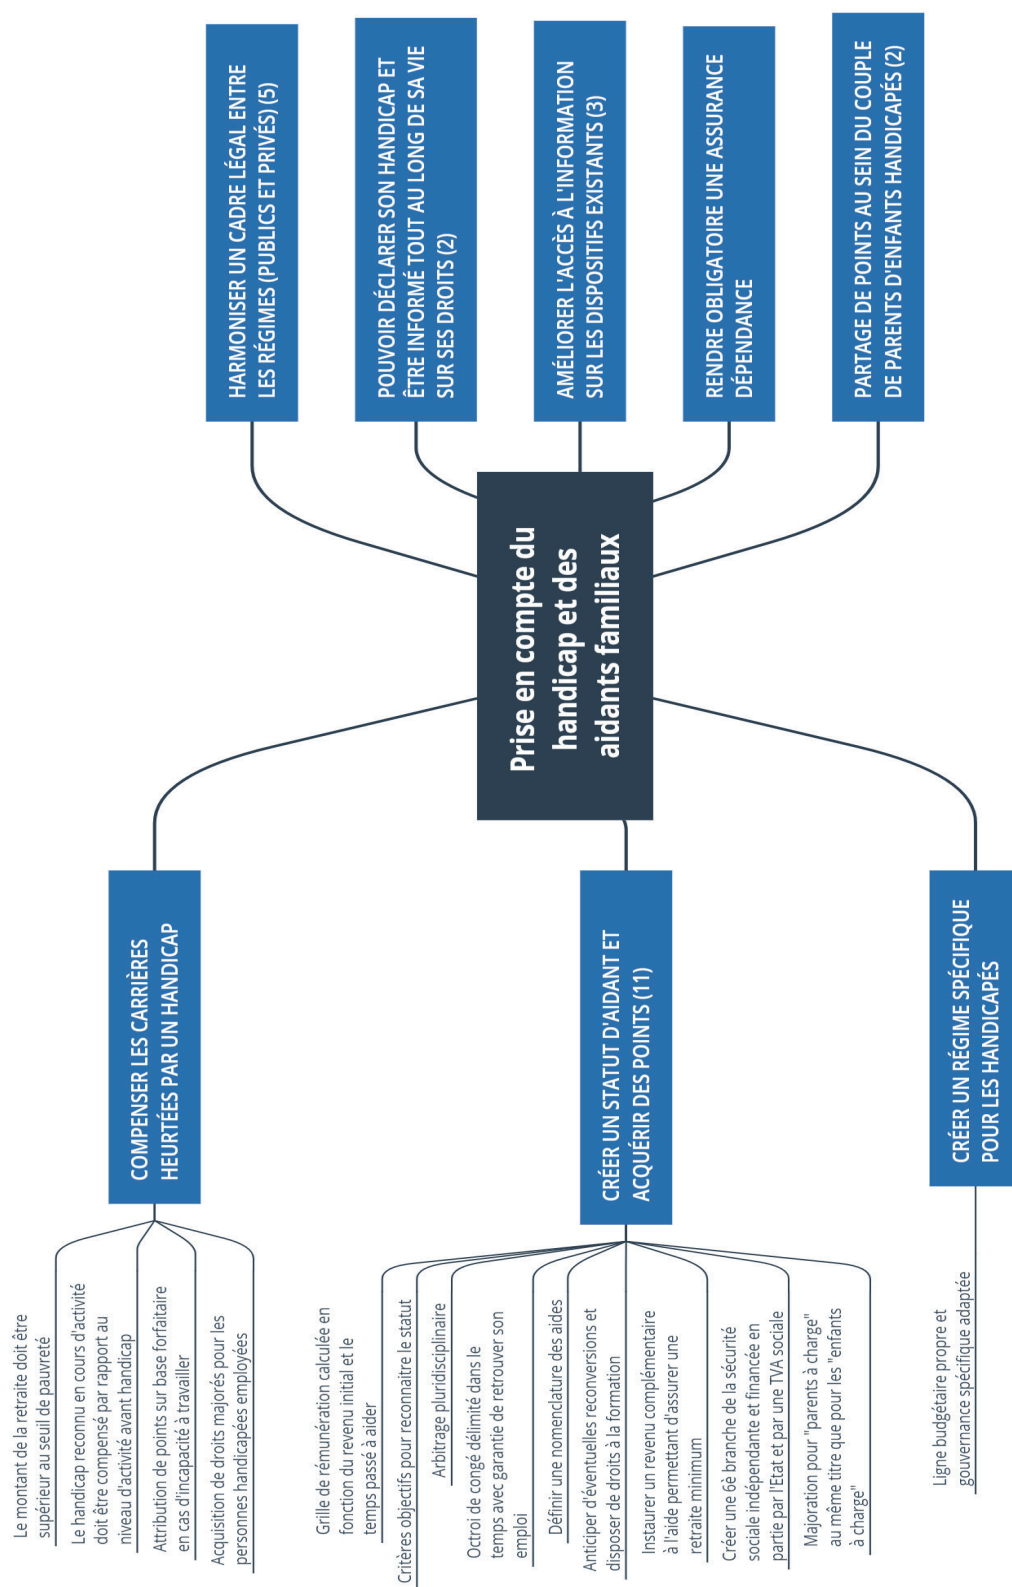 Le montant de la retraite doit être
supérieur au seuil de pauvreté
Le handicap reconnu en cours d'activité
doit être compensé par rapport au
niveau d'activité avant handicap
Attribution de points sur base forfaitaire
en cas d'incapacité à travailler
Acquisition de droits majorés pour les
personnes handicapées employées
COMPENSER LES CARRIÈRES
HEURTÉES PAR UN HANDICAP
Grille de rémunération calculée en
fonction du revenu initial et le
temps passé à aider
Critères objectifs pour reconnaitre le statut
Arbitrage pluridisciplinaire
Octroi de congé délimité dans le
temps avec garantie de retrouver son
emploi
Définir une nomenclature des aides
Anticiper d'éventuelles reconversions et
disposer de droits à la formation
Instaurer un revenu complémentaire
à l'aide permettant d'assurer une
retraite minimum
Créer une 6è branche de la sécurité
sociale indépendante et financée en
partie par l'Etat et par une TVA sociale
Majoration pour "parents à charge"
au même titre que pour les "enfants
à charge"
CRÉER UN STATUT D'AIDANT ET
ACQUÉRIR DES POINTS (11)
Ligne budgétaire propre et
gouvernance spécifique adaptée
CRÉER UN RÉGIME SPÉCIFIQUE
POUR LES HANDICAPÉS
Prise en compte du
handicap et des
aidants familiaux
HARMONISER UN CADRE LÉGAL ENTRE
LES RÉGIMES (PUBLICS ET PRIVÉS) (5)
POUVOIR DÉCLARER SON HANDICAP ET
ÊTRE INFORMÉ TOUT AU LONG DE SA VIE
SUR SES DROITS (2)
AMÉLIORER L'ACCÈS À L'INFORMATION
SUR LES DISPOSITIFS EXISTANTS (3)
RENDRE OBLIGATOIRE UNE ASSURANCE
DÉPENDANCE
PARTAGE DE POINTS AU SEIN DU COUPLE
DE PARENTS D'ENFANTS HANDICAPÉS (2)